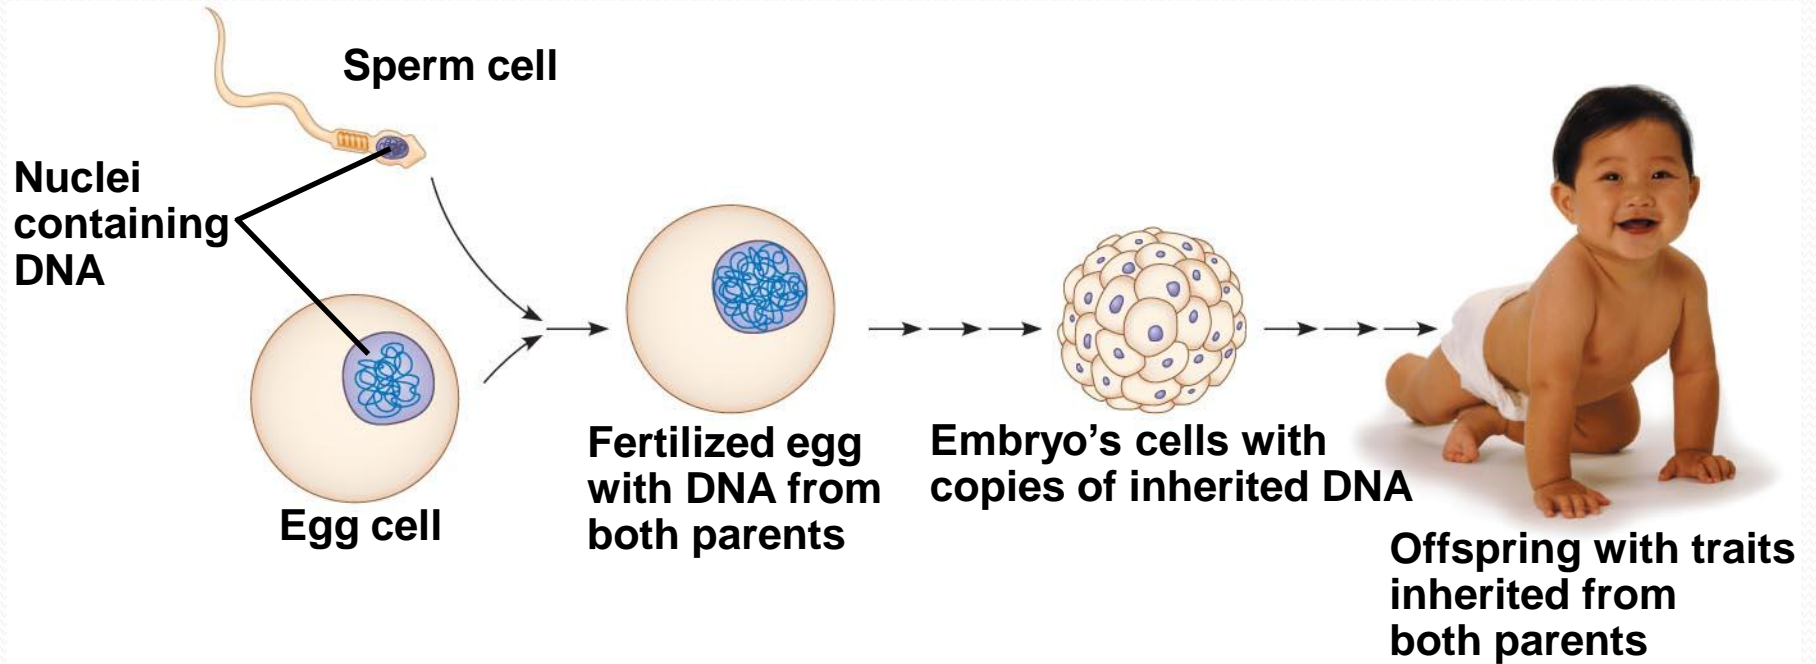 Sperm cell
Nuclei
containing
DNA
Egg cell
Fertilized egg
with DNA from
both parents
Embryo’s cells with
copies of inherited DNA
Offspring with traits
inherited from
both parents